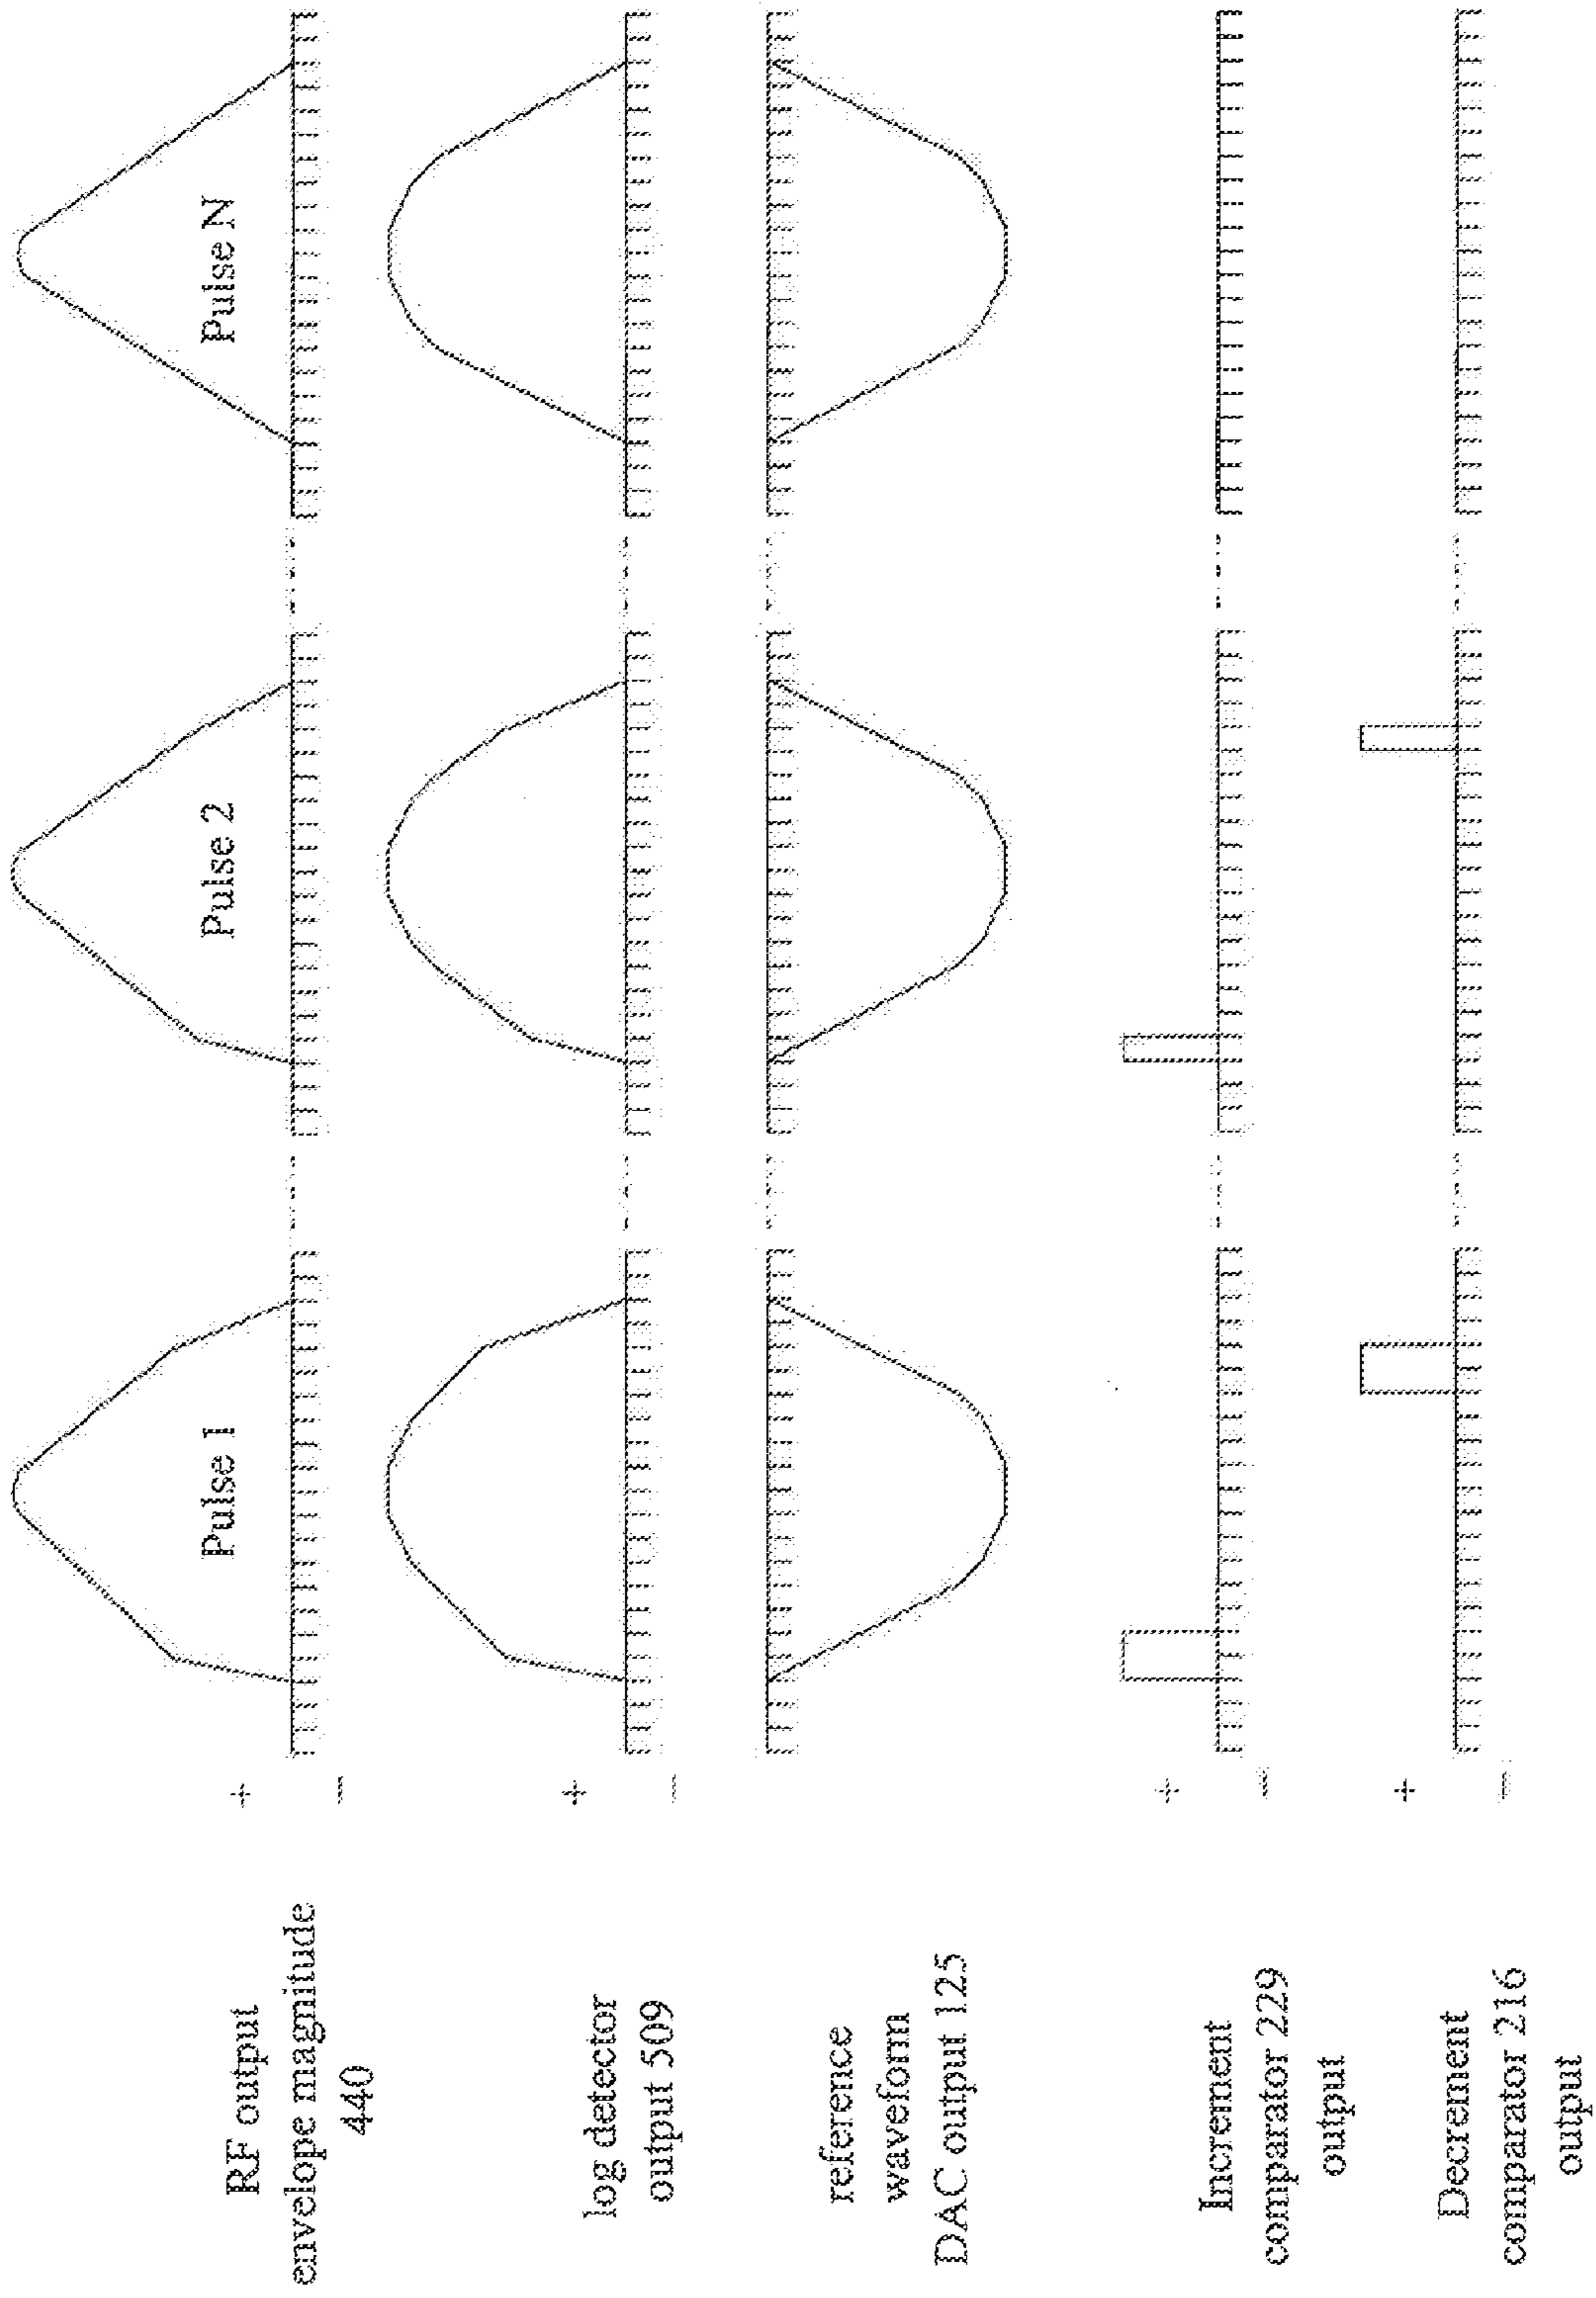 RF output
envelope magnitude
440
+
−
Pulse 1
Pulse 2
Pulse N
log detector
output 509
+
−
reference
waveform
DAC output 125
Increment
comparator 229
output
+
−
Decrement
comparator 216
output
+
−